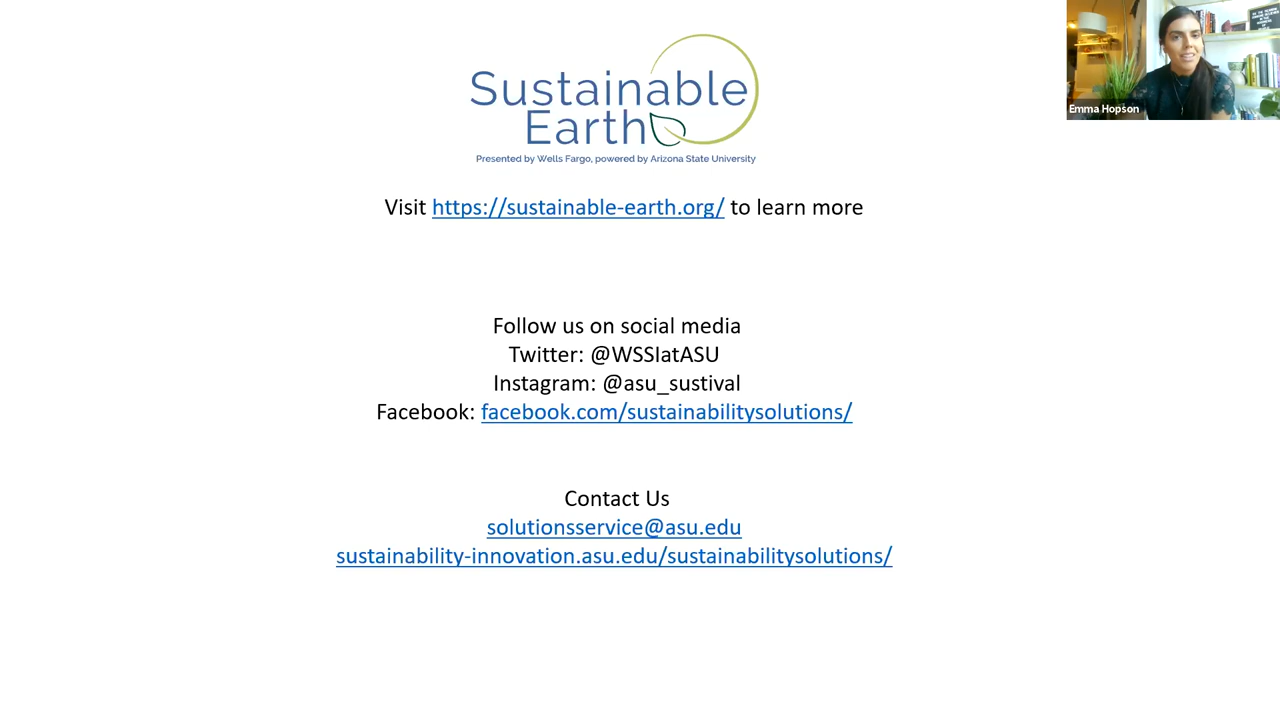 Sustainable
Earth
Presented by Wells Fargo, powered by Arizona State University
Emma Hopson
Visit https://sustainable-earth.org/ to learn more
Follow us on social media
Twitter: @WSSIatASU
Instagram: @asu_sustival
Facebook: facebook.com/sustainabilitysolutions/
Contact Us
solutionsservice@asu.edu
sustainability-innovation.asu.edu/sustainabilitysolutions/